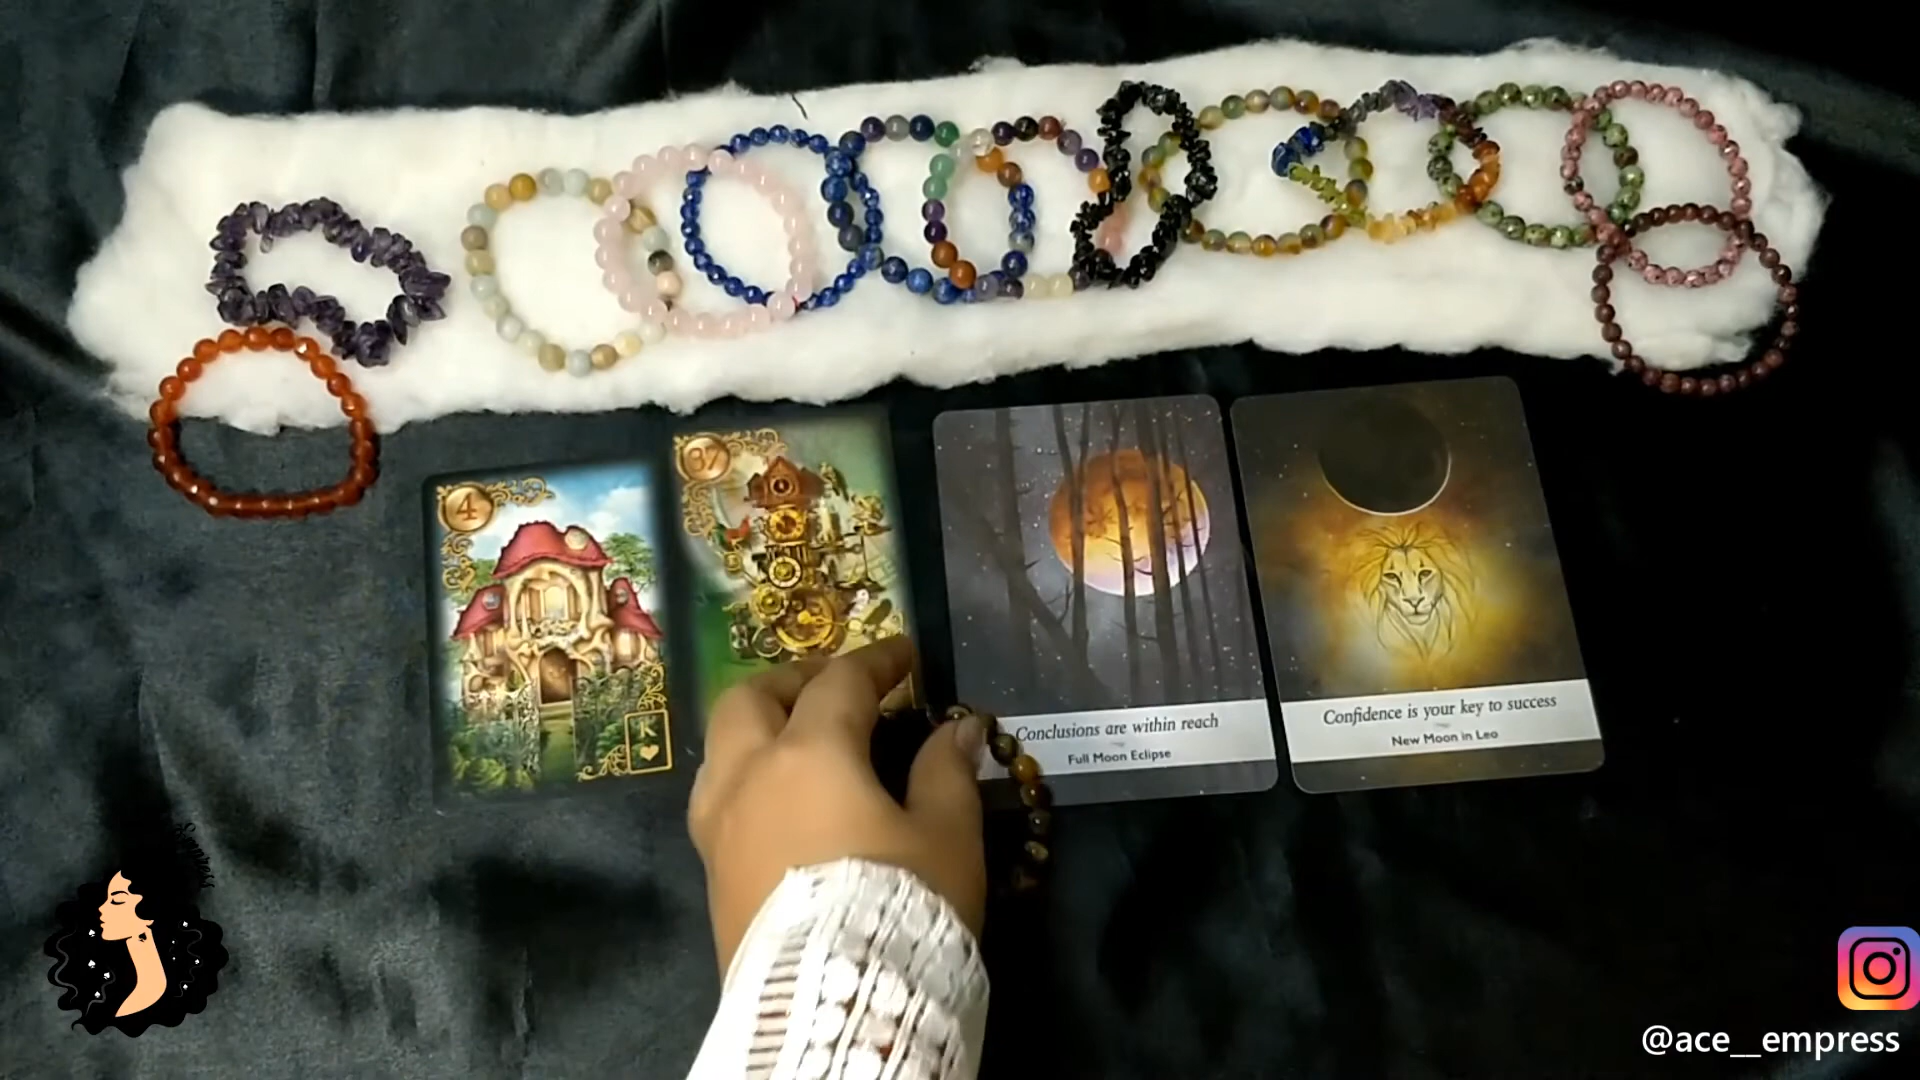 4
37
K
Conclusions are within reach
Full Moon Eclipse
Confidence is your key to success
New Moon in Leo
@ace__empress